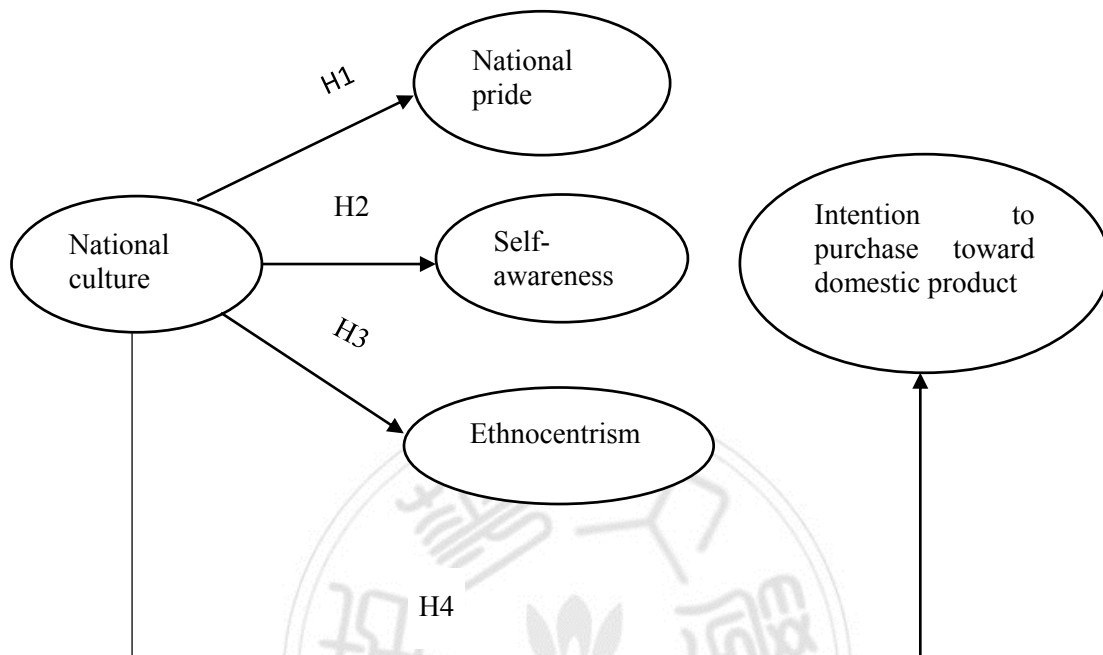 H1
National
pride
H2
National
culture
Self-
awareness
Intention to
purchase toward
domestic product
H3
Ethnocentrism
H4